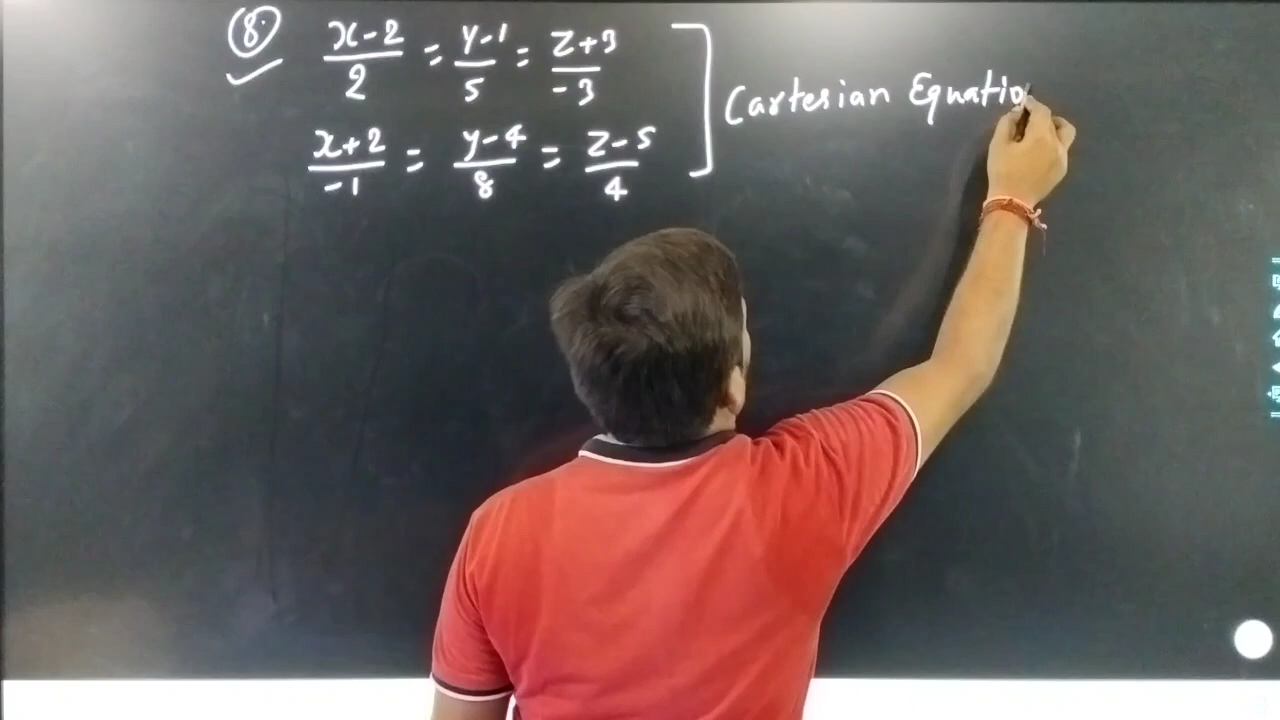 8. (x-2)/2 = (y-1)/5 = (z+3)/-3
(x+2)/-1 = (y-4)/8 = (z-5)/4
Cartesian Equatio